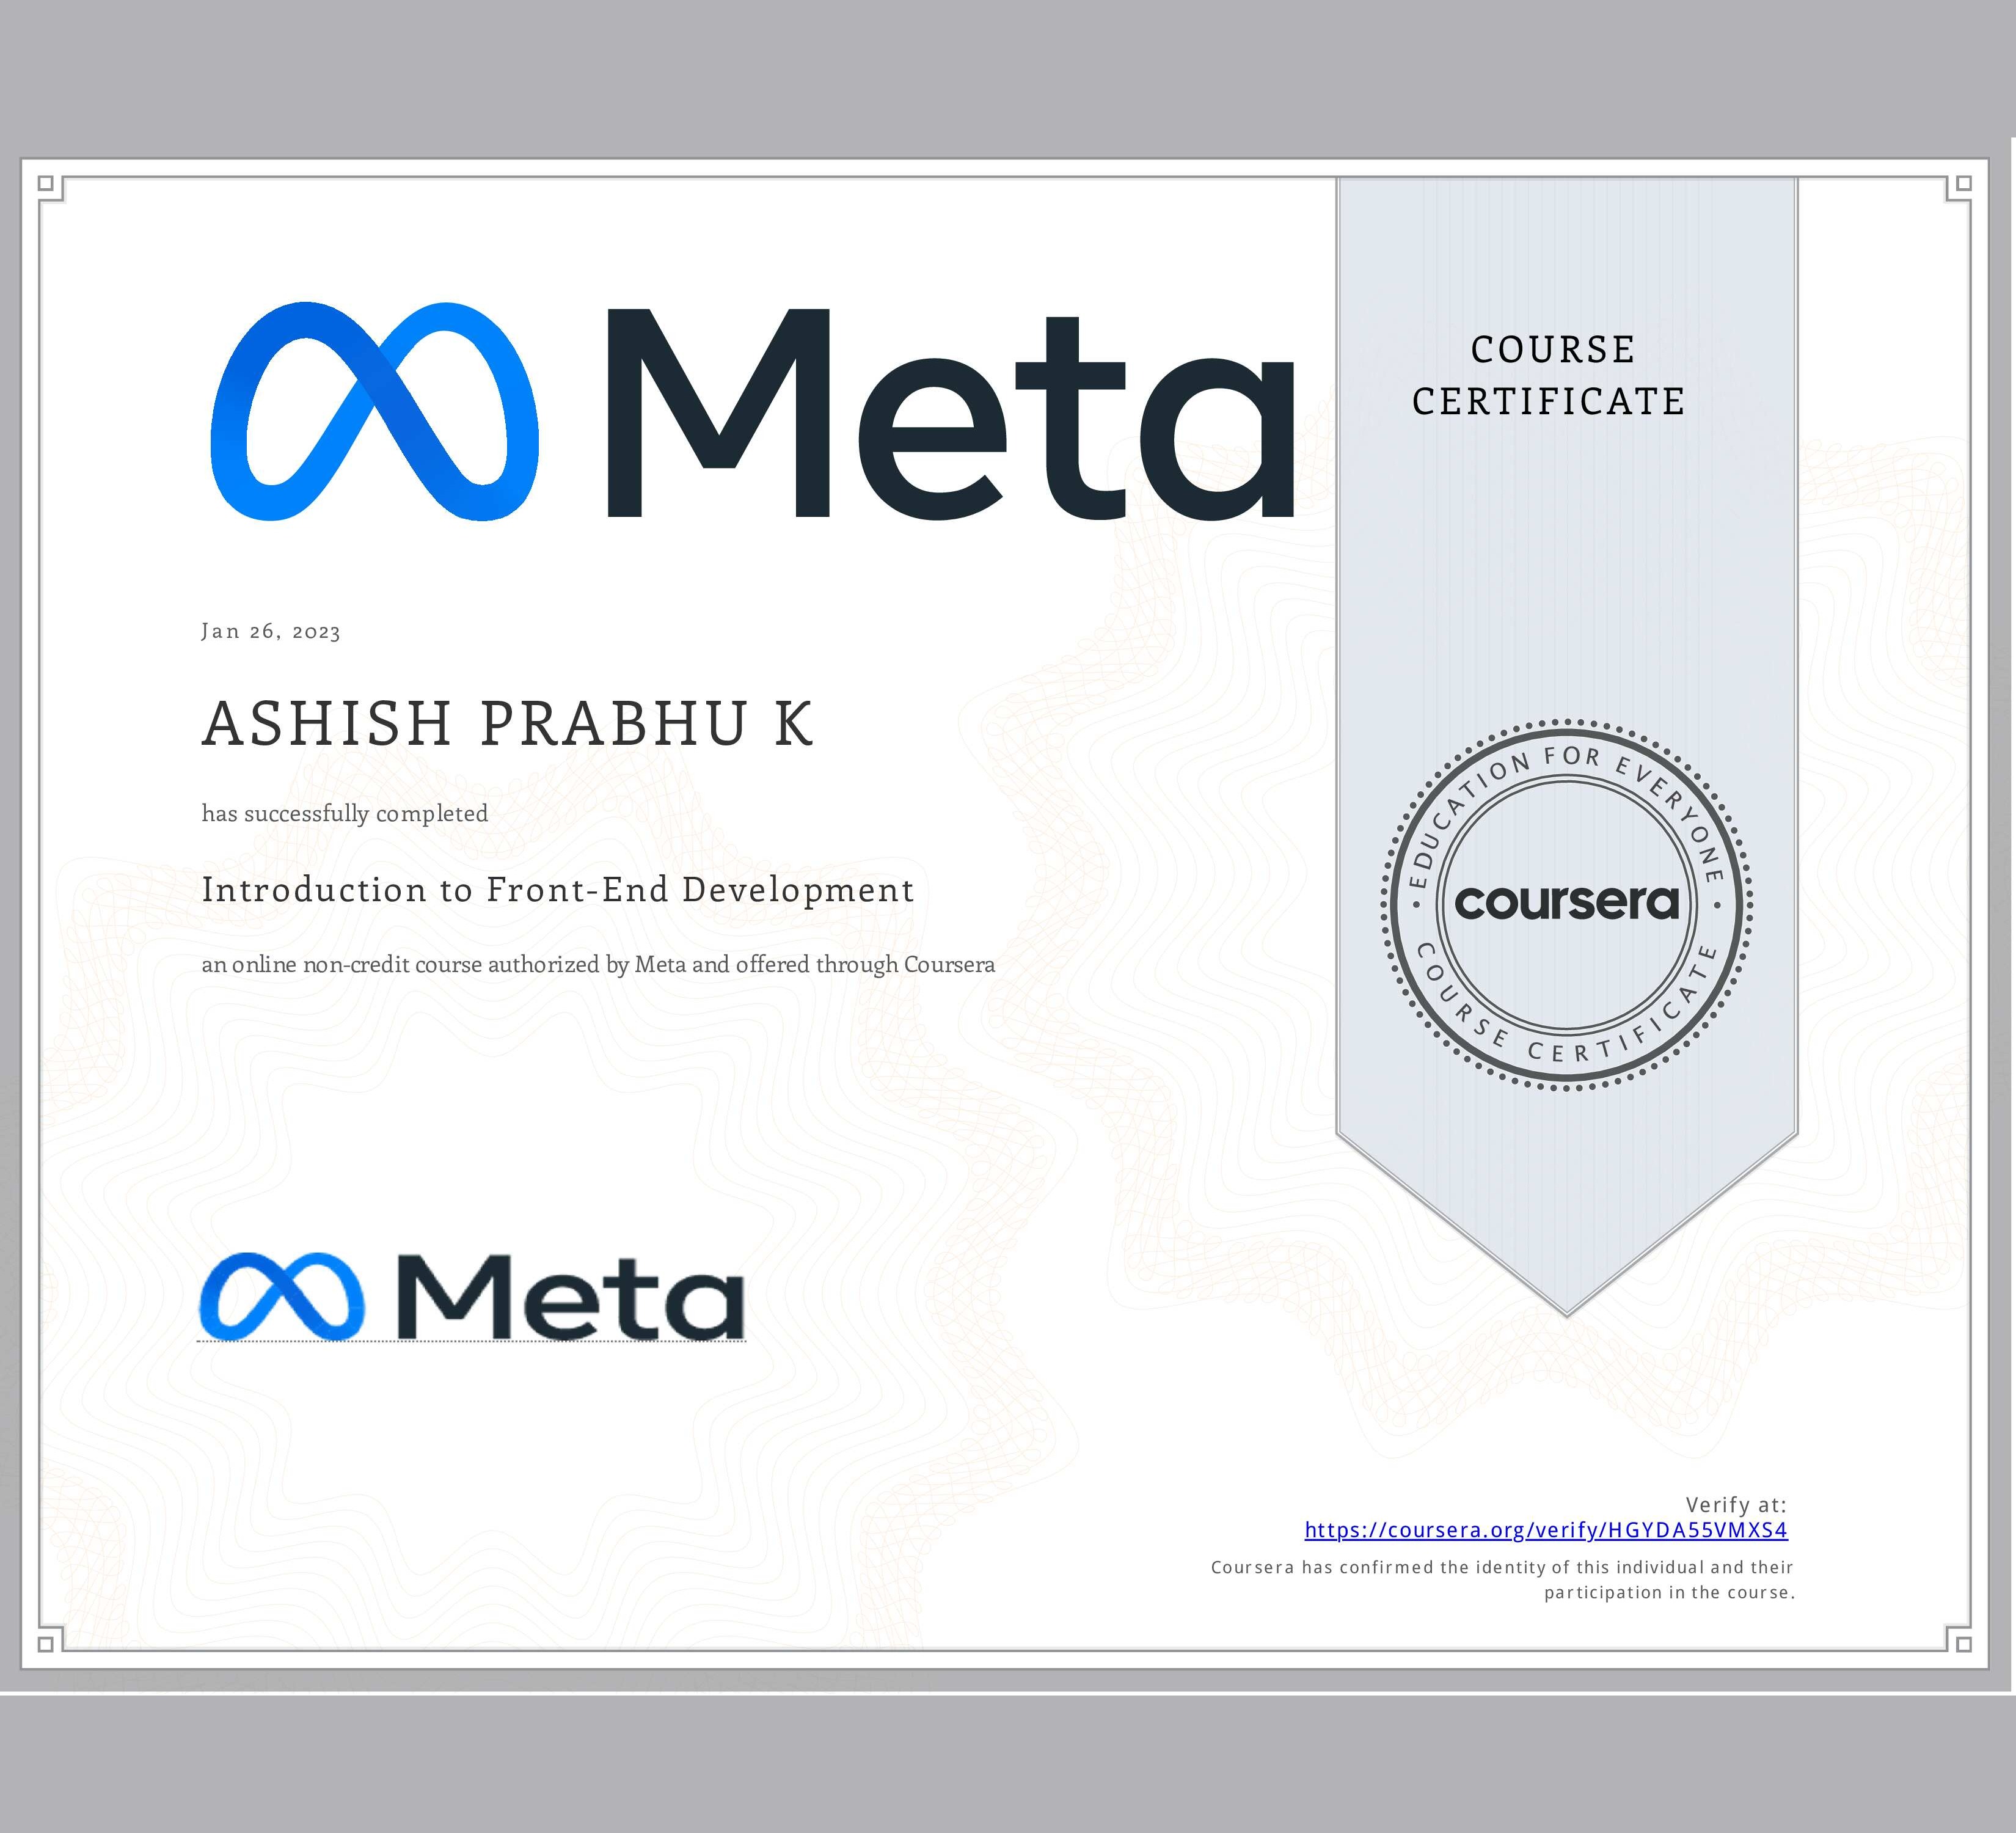 Meta
COURSE
CERTIFICATE
Jan 26, 2023
ASHISH PRABHU K
has successfully completed
Introduction to Front-End Development
an online non-credit course authorized by Meta and offered through Coursera
EDUCATION FOR EVERYONE
coursera
COURSE CERTIFICATE
Meta
Verify at:
https://coursera.org/verify/HGYDA55VMXS4
Coursera has confirmed the identity of this individual and their
participation in the course.